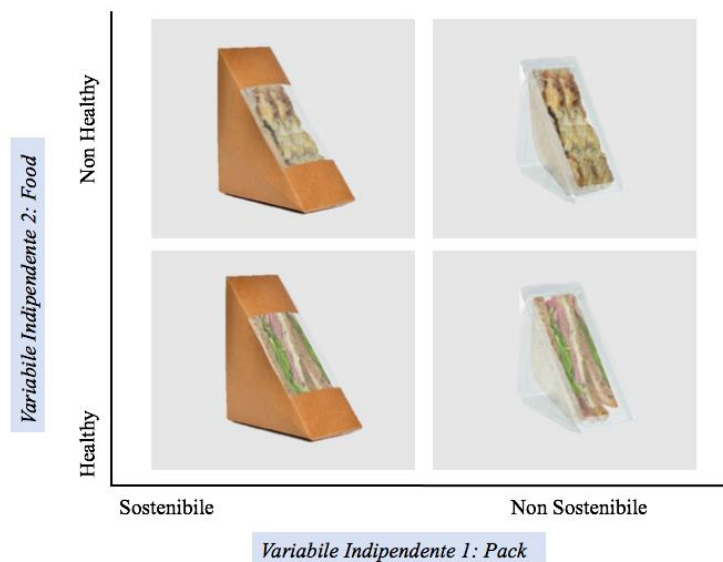 Variabile Indipendente 2: Food
Non Healthy
Healthy
Sostenibile
Non Sostenibile
Variabile Indipendente 1: Pack